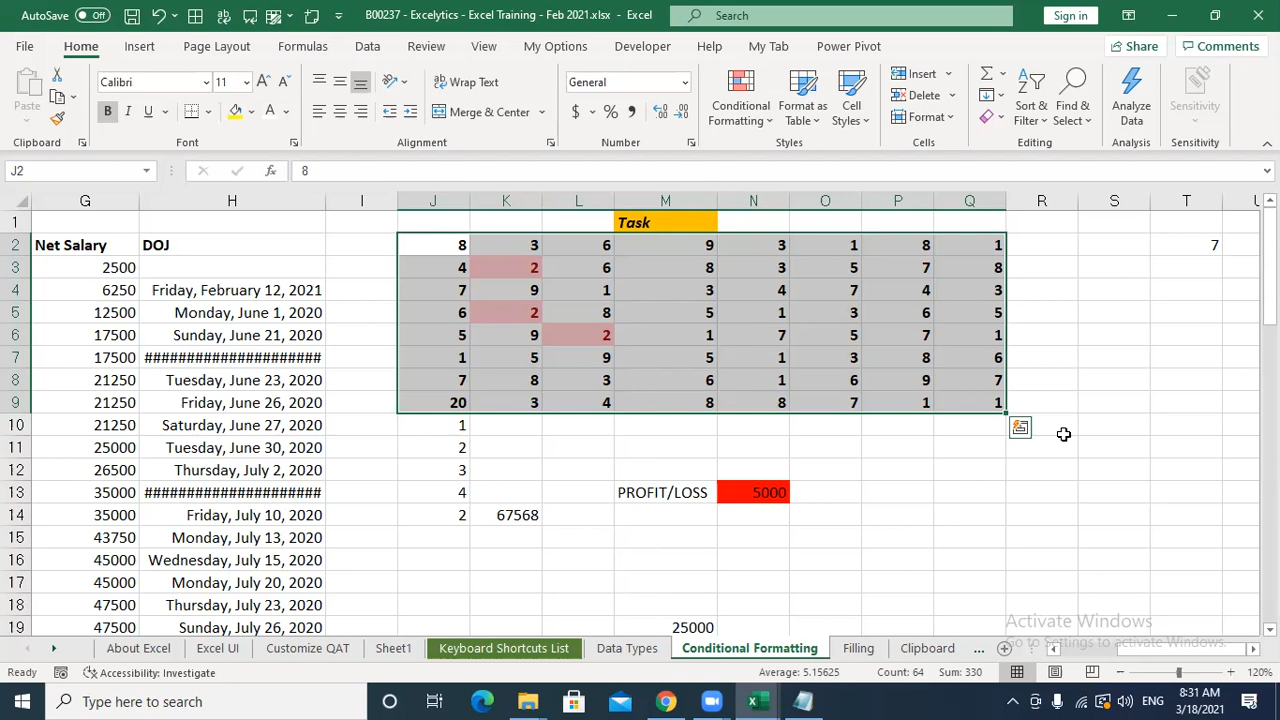 AutoSave Off B00237 - Excelytics - Excel Training - Feb 2021.xlsx - Excel Search Sign in
File Home Insert Page Layout Formulas Data Review View My Options Developer Help My Tab Power Pivot Share Comments
Paste Calibri 11 Wrap Text General Conditional Formatting Format as Table Cell Styles Insert Sort & Filter Find & Select Analyze Data Sensitivity
Delete
B I U Merge & Center $ % Format
Clipboard Font Alignment Number Styles Cells Editing Analysis Sensitivity
J2 fx 8
G H I J K L M N O P Q R S T U
1 Task
2 Net Salary DOJ 8 3 6 9 3 1 8 1 7
3 2500 4 2 6 8 3 5 7 8
4 6250 Friday, February 12, 2021 7 9 1 3 4 7 4 3
5 12500 Monday, June 1, 2020 6 2 8 5 1 3 6 5
6 17500 Sunday, June 21, 2020 5 9 2 1 7 5 7 1
7 17500 ###################### 1 5 9 5 1 3 8 6
8 21250 Tuesday, June 23, 2020 7 8 3 6 1 6 9 7
9 21250 Friday, June 26, 2020 20 3 4 8 8 7 1 1
10 21250 Saturday, June 27, 2020 1
11 25000 Tuesday, June 30, 2020 2
12 26500 Thursday, July 2, 2020 3
13 35000 ###################### 4 PROFIT/LOSS 5000
14 35000 Friday, July 10, 2020 2 67568
15 43750 Monday, July 13, 2020
16 45000 Wednesday, July 15, 2020
17 45000 Monday, July 20, 2020
18 47500 Thursday, July 23, 2020
19 47500 Sunday, July 26, 2020 25000
Activate Windows
Go to Settings to activate Windows.
About Excel Excel UI Customize QAT Sheet1 Keyboard Shortcuts List Data Types Conditional Formatting Filling Clipboard ...
Ready Accessibility: Investigate Average: 5.15625 Count: 64 Sum: 330 120%
Type here to search ENG 8:31 AM
3/18/2021